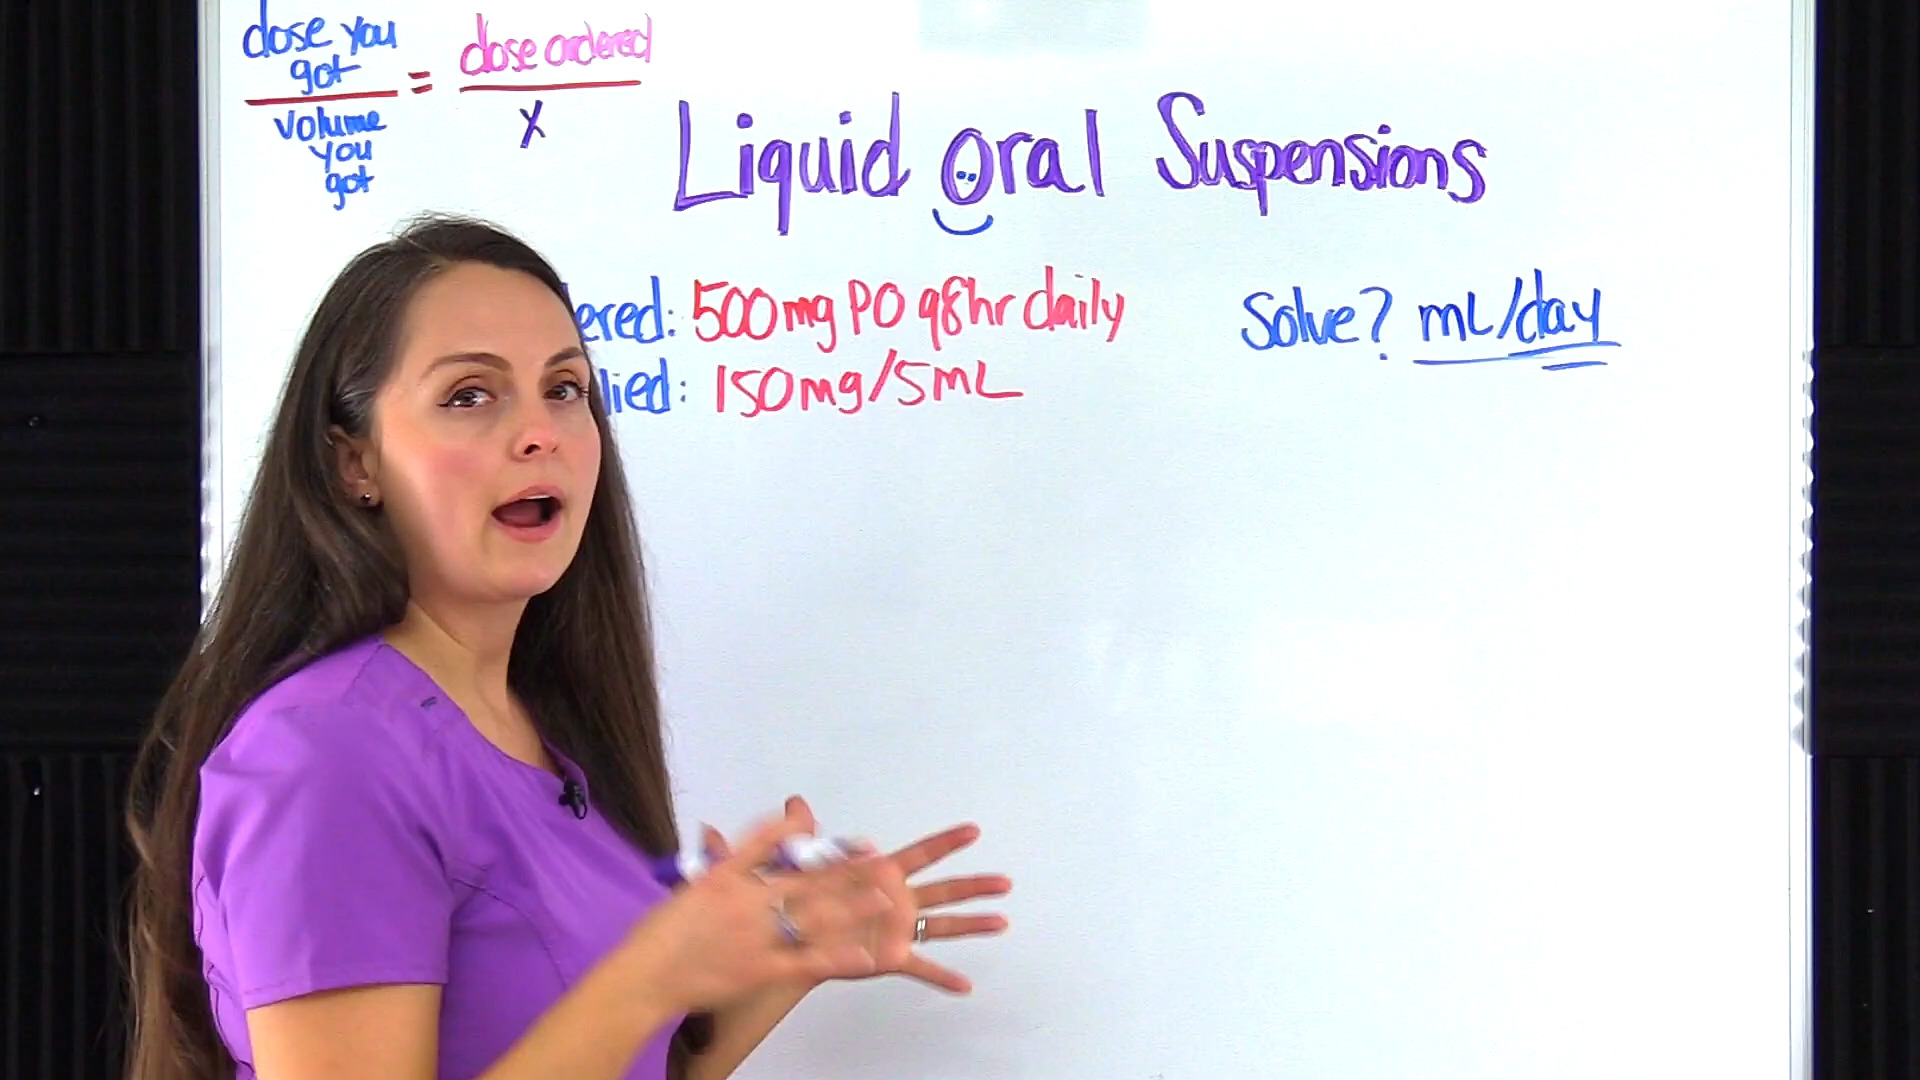 dose you
got
= dose ordered
volume
you
got
X
Liquid Oral Suspensions
ered: 500mg PO q8hr daily
Solve? mL/day
lied: 150mg/5mL